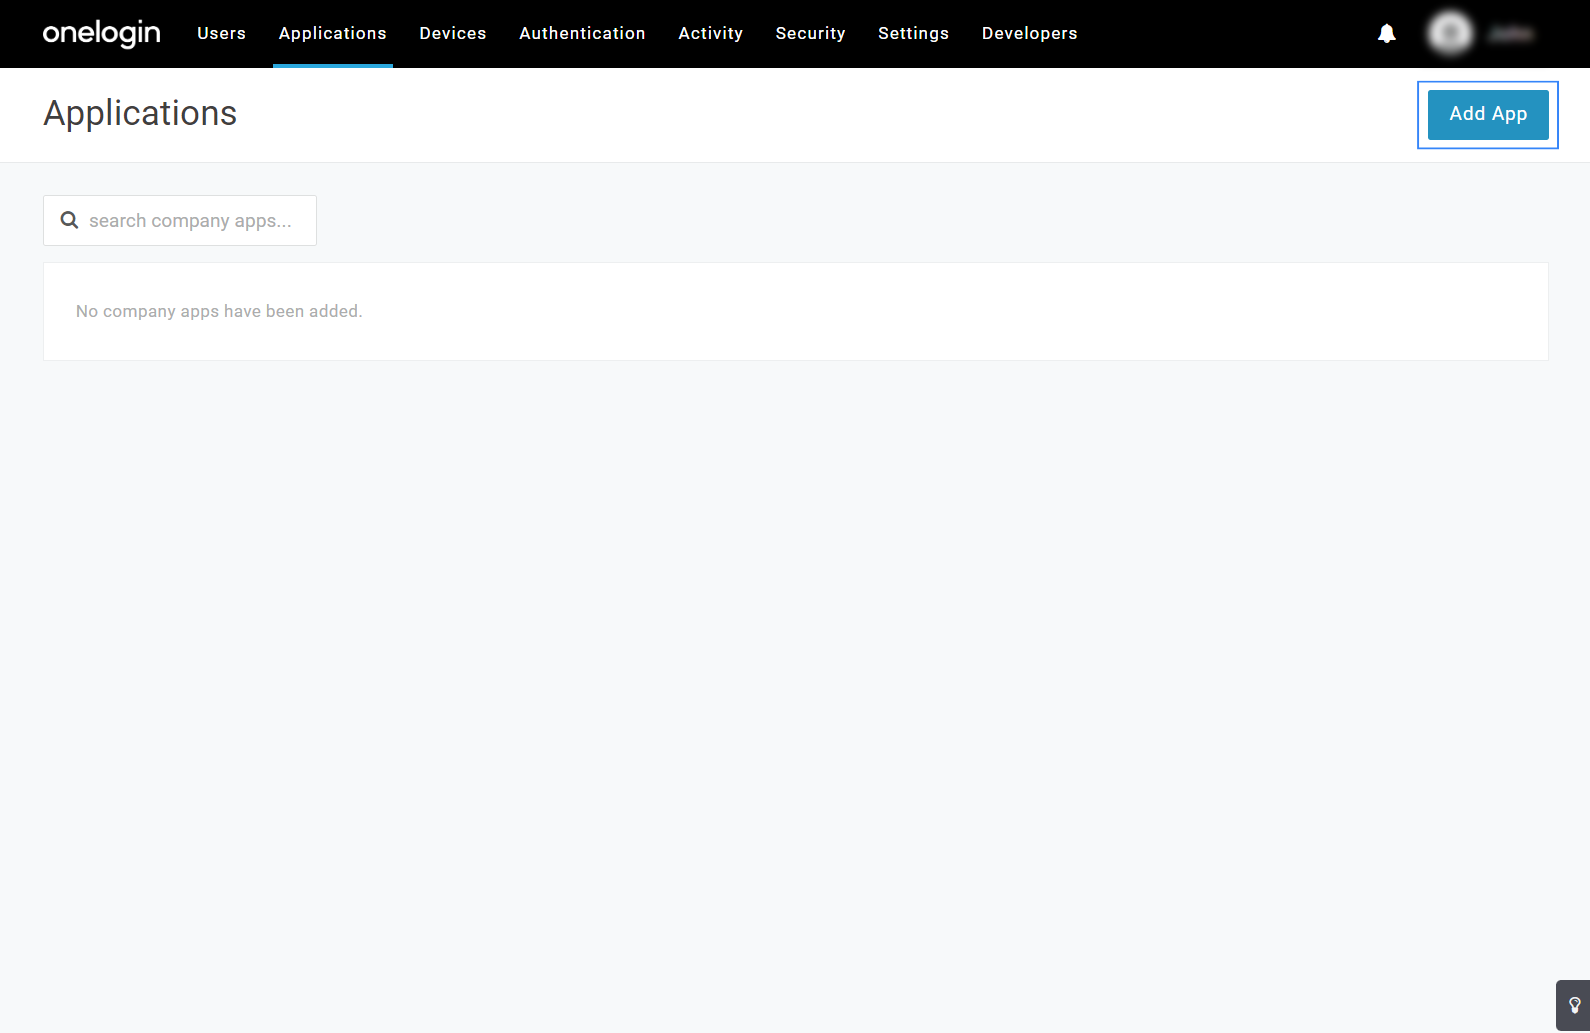 onelogin Users Applications Devices Authentication Activity Security Settings Developers
Applications
Add App
search company apps...
No company apps have been added.